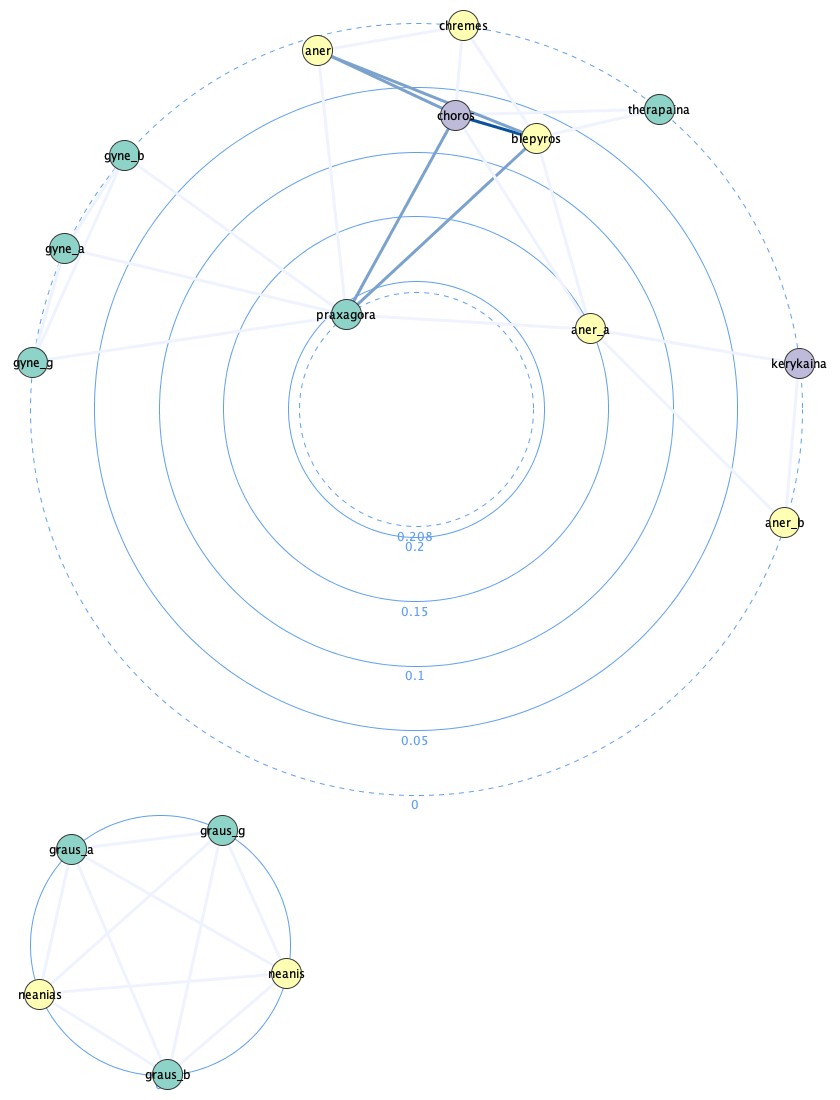 chremes
aner
therapaina
choros
blepyros
gyne_b
gyne_a
praxagora
aner_a
gyne_g
kerykaina
aner_b
0.208
0.2
0.15
0.1
0.05
0
graus_g
graus_a
neanis
neanias
graus_b